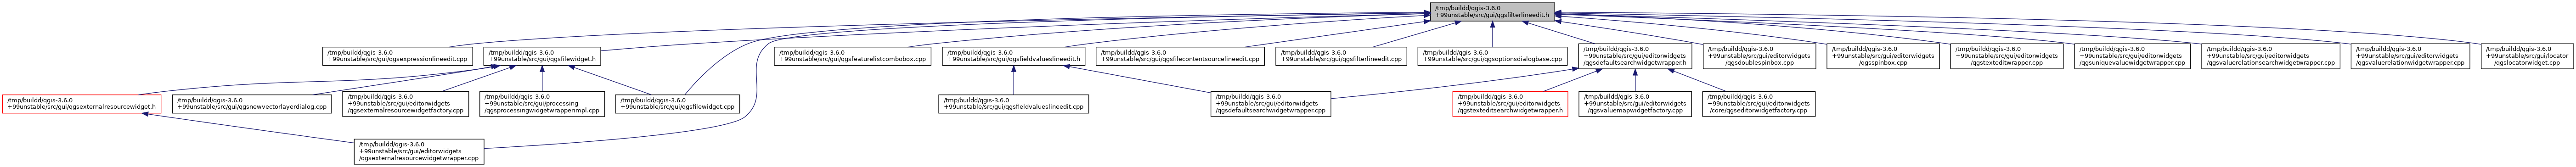 /tmp/buildd/qgis-3.6.0
+99unstable/src/gui/qgsfilterlineedit.h
/tmp/buildd/qgis-3.6.0
+99unstable/src/gui/qgsexpressionlineedit.cpp
/tmp/buildd/qgis-3.6.0
+99unstable/src/gui/qgsfilewidget.h
/tmp/buildd/qgis-3.6.0
+99unstable/src/gui/qgsfeaturelistcombobox.cpp
/tmp/buildd/qgis-3.6.0
+99unstable/src/gui/qgsfieldvalueslineedit.h
/tmp/buildd/qgis-3.6.0
+99unstable/src/gui/qgsfilecontentsourcelineedit.cpp
/tmp/buildd/qgis-3.6.0
+99unstable/src/gui/qgsfilterlineedit.cpp
/tmp/buildd/qgis-3.6.0
+99unstable/src/gui/qgsoptionsdialogbase.cpp
/tmp/buildd/qgis-3.6.0
+99unstable/src/gui/editorwidgets
/qgsdefaultsearchwidgetwrapper.h
/tmp/buildd/qgis-3.6.0
+99unstable/src/gui/editorwidgets
/qgsdoublespinbox.cpp
/tmp/buildd/qgis-3.6.0
+99unstable/src/gui/editorwidgets
/qgsspinbox.cpp
/tmp/buildd/qgis-3.6.0
+99unstable/src/gui/editorwidgets
/qgstexteditwrapper.cpp
/tmp/buildd/qgis-3.6.0
+99unstable/src/gui/editorwidgets
/qgsuniquevaluewidgetwrapper.cpp
/tmp/buildd/qgis-3.6.0
+99unstable/src/gui/editorwidgets
/qgsvaluerelationsearchwidgetwrapper.cpp
/tmp/buildd/qgis-3.6.0
+99unstable/src/gui/editorwidgets
/qgsvaluerelationwidgetwrapper.cpp
/tmp/buildd/qgis-3.6.0
+99unstable/src/gui/locator
/qgslocatorwidget.cpp
/tmp/buildd/qgis-3.6.0
+99unstable/src/gui/qgsexternalresourcewidget.h
/tmp/buildd/qgis-3.6.0
+99unstable/src/gui/qgsnewvectorlayerdialog.cpp
/tmp/buildd/qgis-3.6.0
+99unstable/src/gui/editorwidgets
/qgsexternalresourcewidgetfactory.cpp
/tmp/buildd/qgis-3.6.0
+99unstable/src/gui/processing
/qgsprocessingwidgetwrapperimpl.cpp
/tmp/buildd/qgis-3.6.0
+99unstable/src/gui/qgsfilewidget.cpp
/tmp/buildd/qgis-3.6.0
+99unstable/src/gui/qgsfieldvalueslineedit.cpp
/tmp/buildd/qgis-3.6.0
+99unstable/src/gui/editorwidgets
/qgsdefaultsearchwidgetwrapper.cpp
/tmp/buildd/qgis-3.6.0
+99unstable/src/gui/editorwidgets
/qgstexteditsearchwidgetwrapper.h
/tmp/buildd/qgis-3.6.0
+99unstable/src/gui/editorwidgets
/qgsvaluemapwidgetfactory.cpp
/tmp/buildd/qgis-3.6.0
+99unstable/src/gui/editorwidgets
/core/qgseditorwidgetfactory.cpp
/tmp/buildd/qgis-3.6.0
+99unstable/src/gui/editorwidgets
/qgsexternalresourcewidgetwrapper.cpp